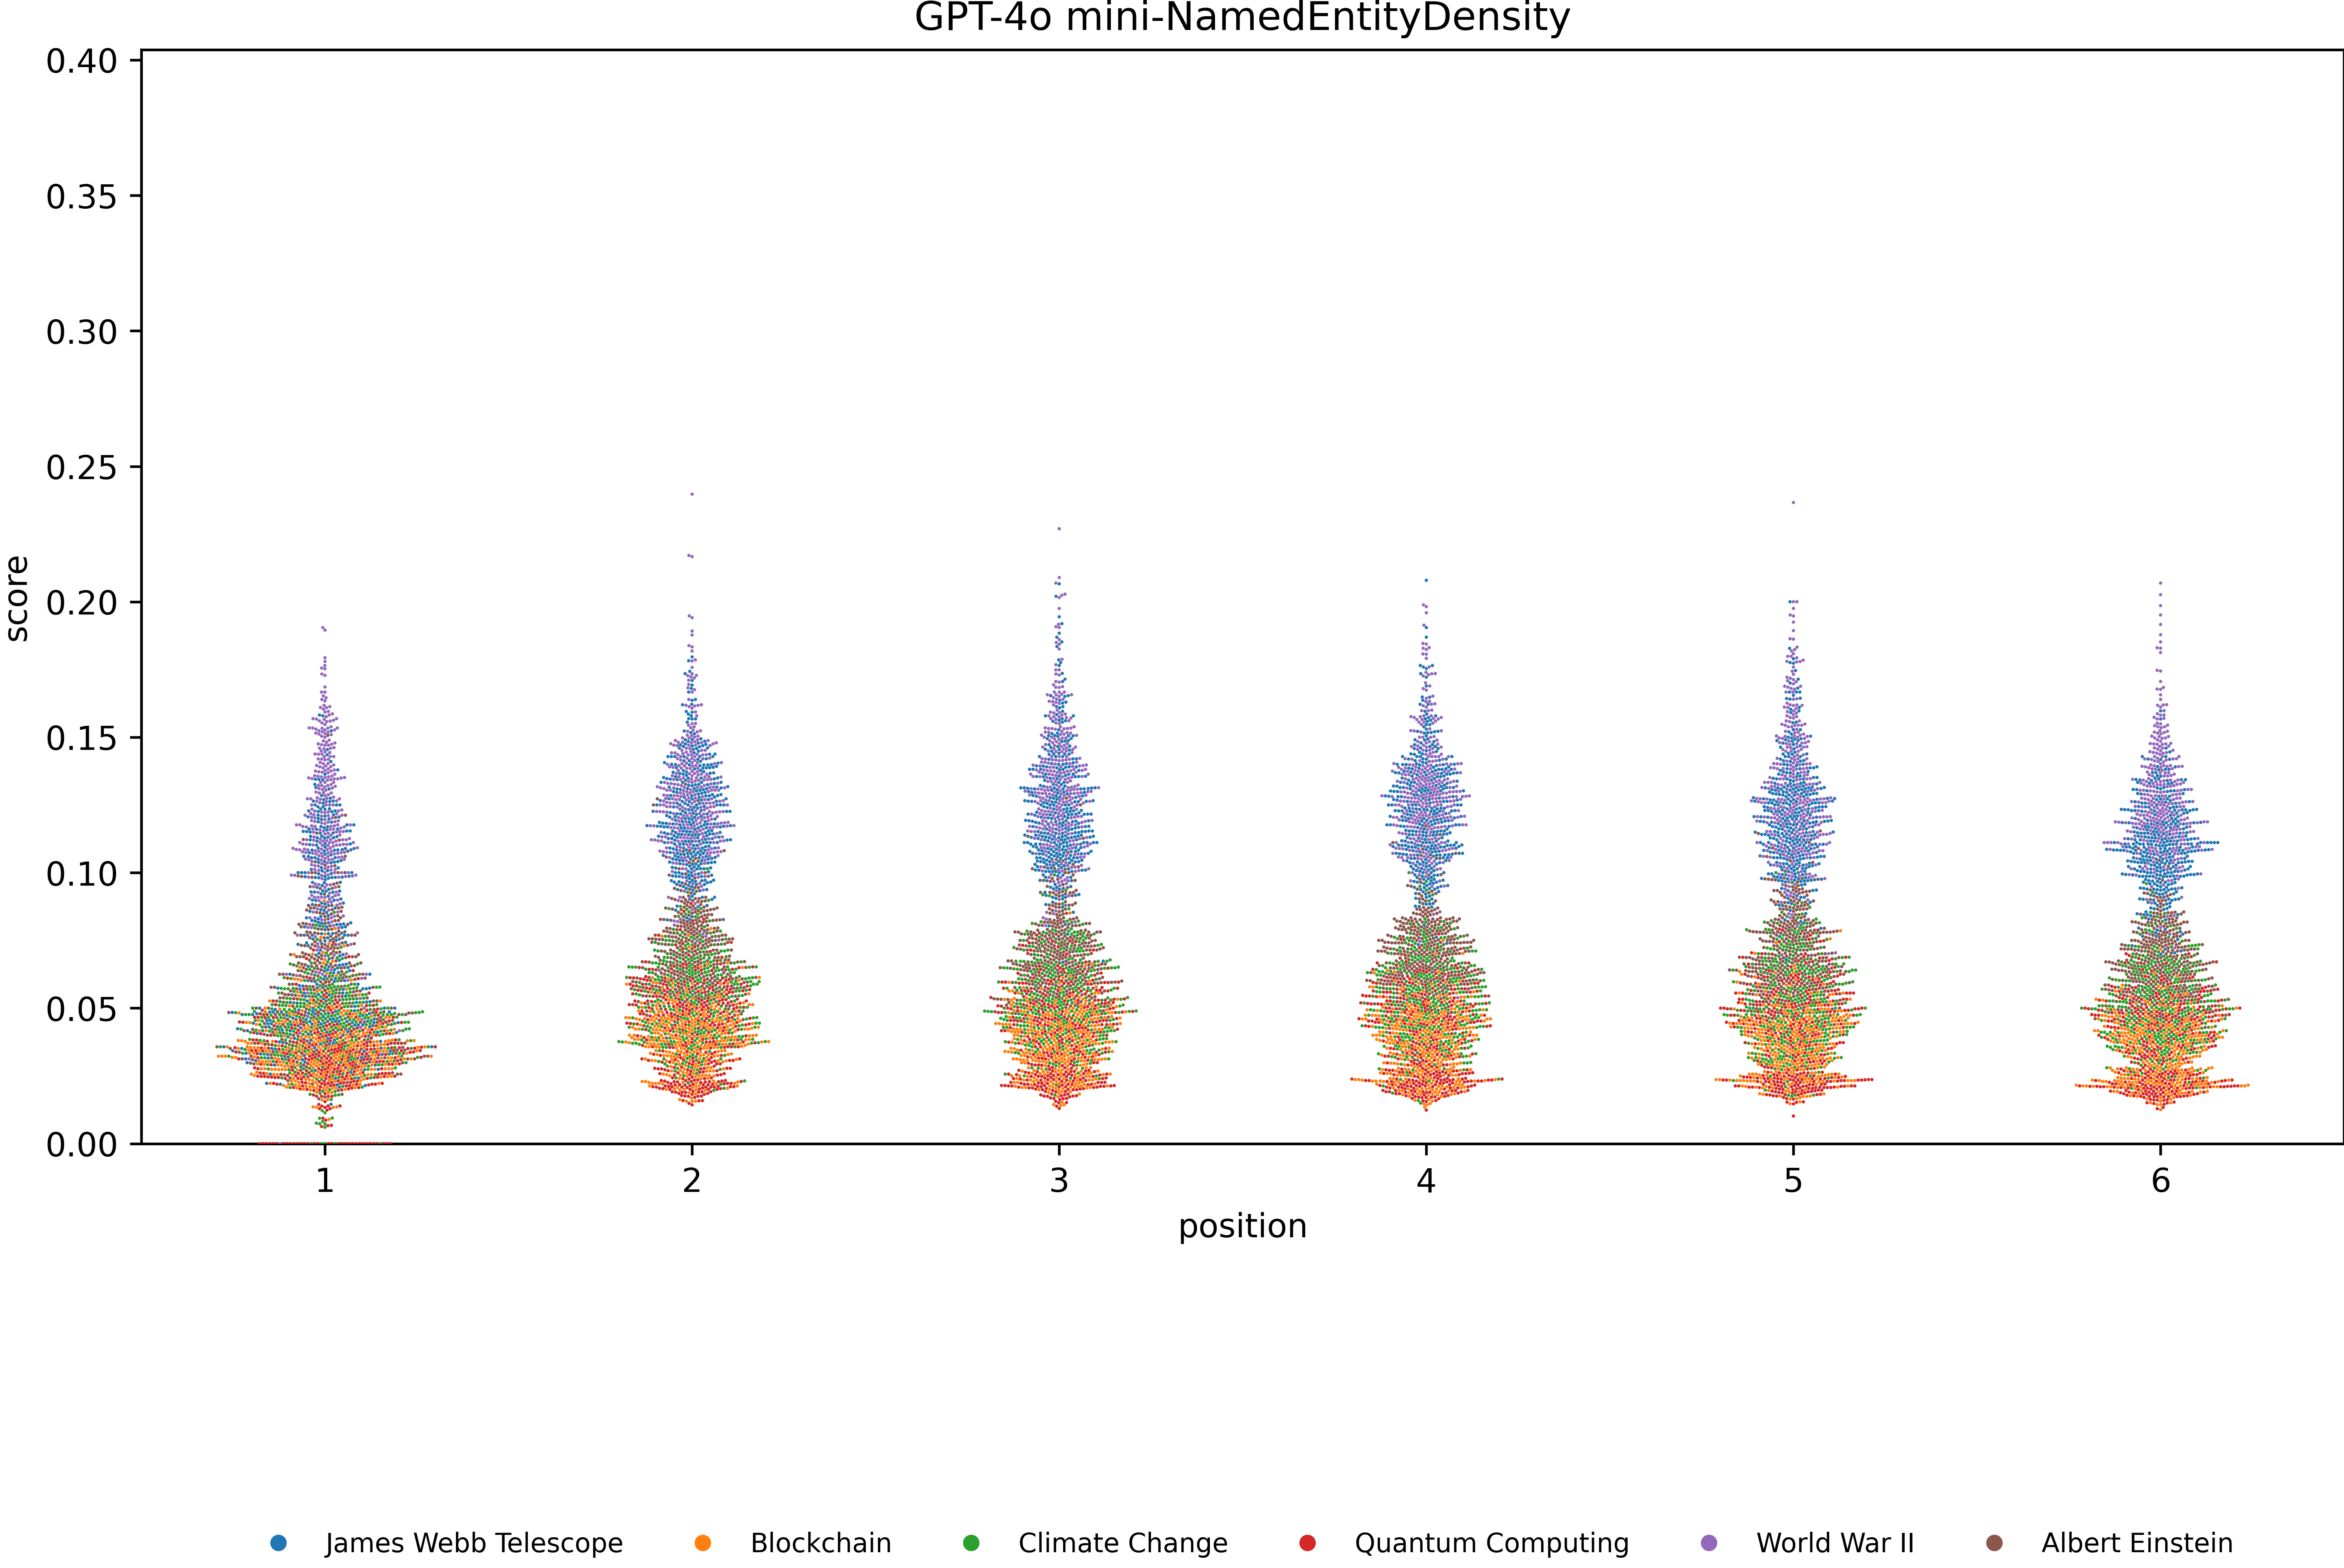 GPT-4o mini-NamedEntityDensity
0.40
0.35
0.30
0.25
0.20
0.15
0.10
0.05
0.00
score
1 2 3 4 5 6
position
James Webb Telescope Blockchain Climate Change Quantum Computing World War II Albert Einstein